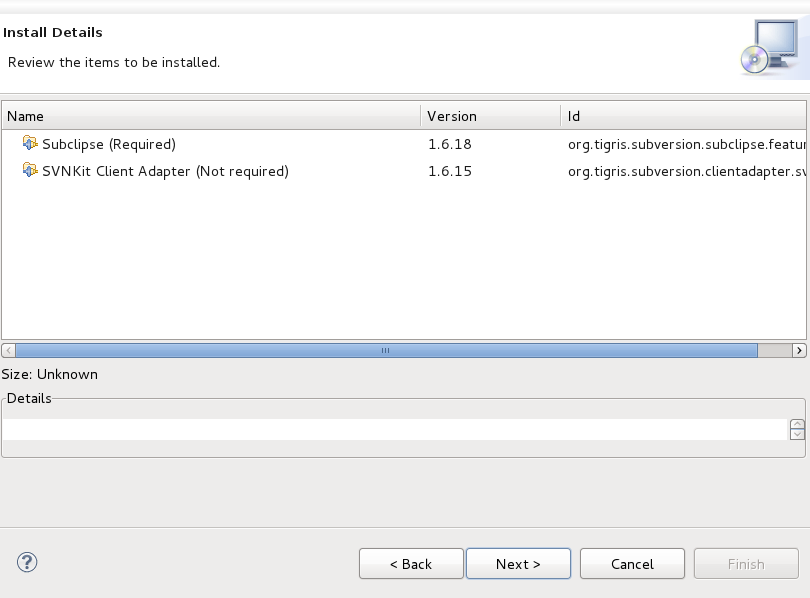 Install Details
Review the items to be installed.
Name Version Id
Subclipse (Required) 1.6.18 org.tigris.subversion.subclipse.featur
SVNKit Client Adapter (Not required) 1.6.15 org.tigris.subversion.clientadapter.sv
Size: Unknown
Details
? < Back Next > Cancel Finish